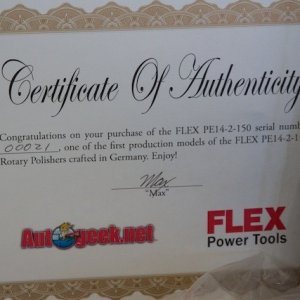 Certificate Of Authenticity
Congratulations on your purchase of the FLEX PE14-2-150 serial
00021, one of the first production models of the FLEX PE14-2-
Rotary Polishers crafted in Germany. Enjoy!
Max
"Max"
Autogeek.net
FLEX
Power Tools